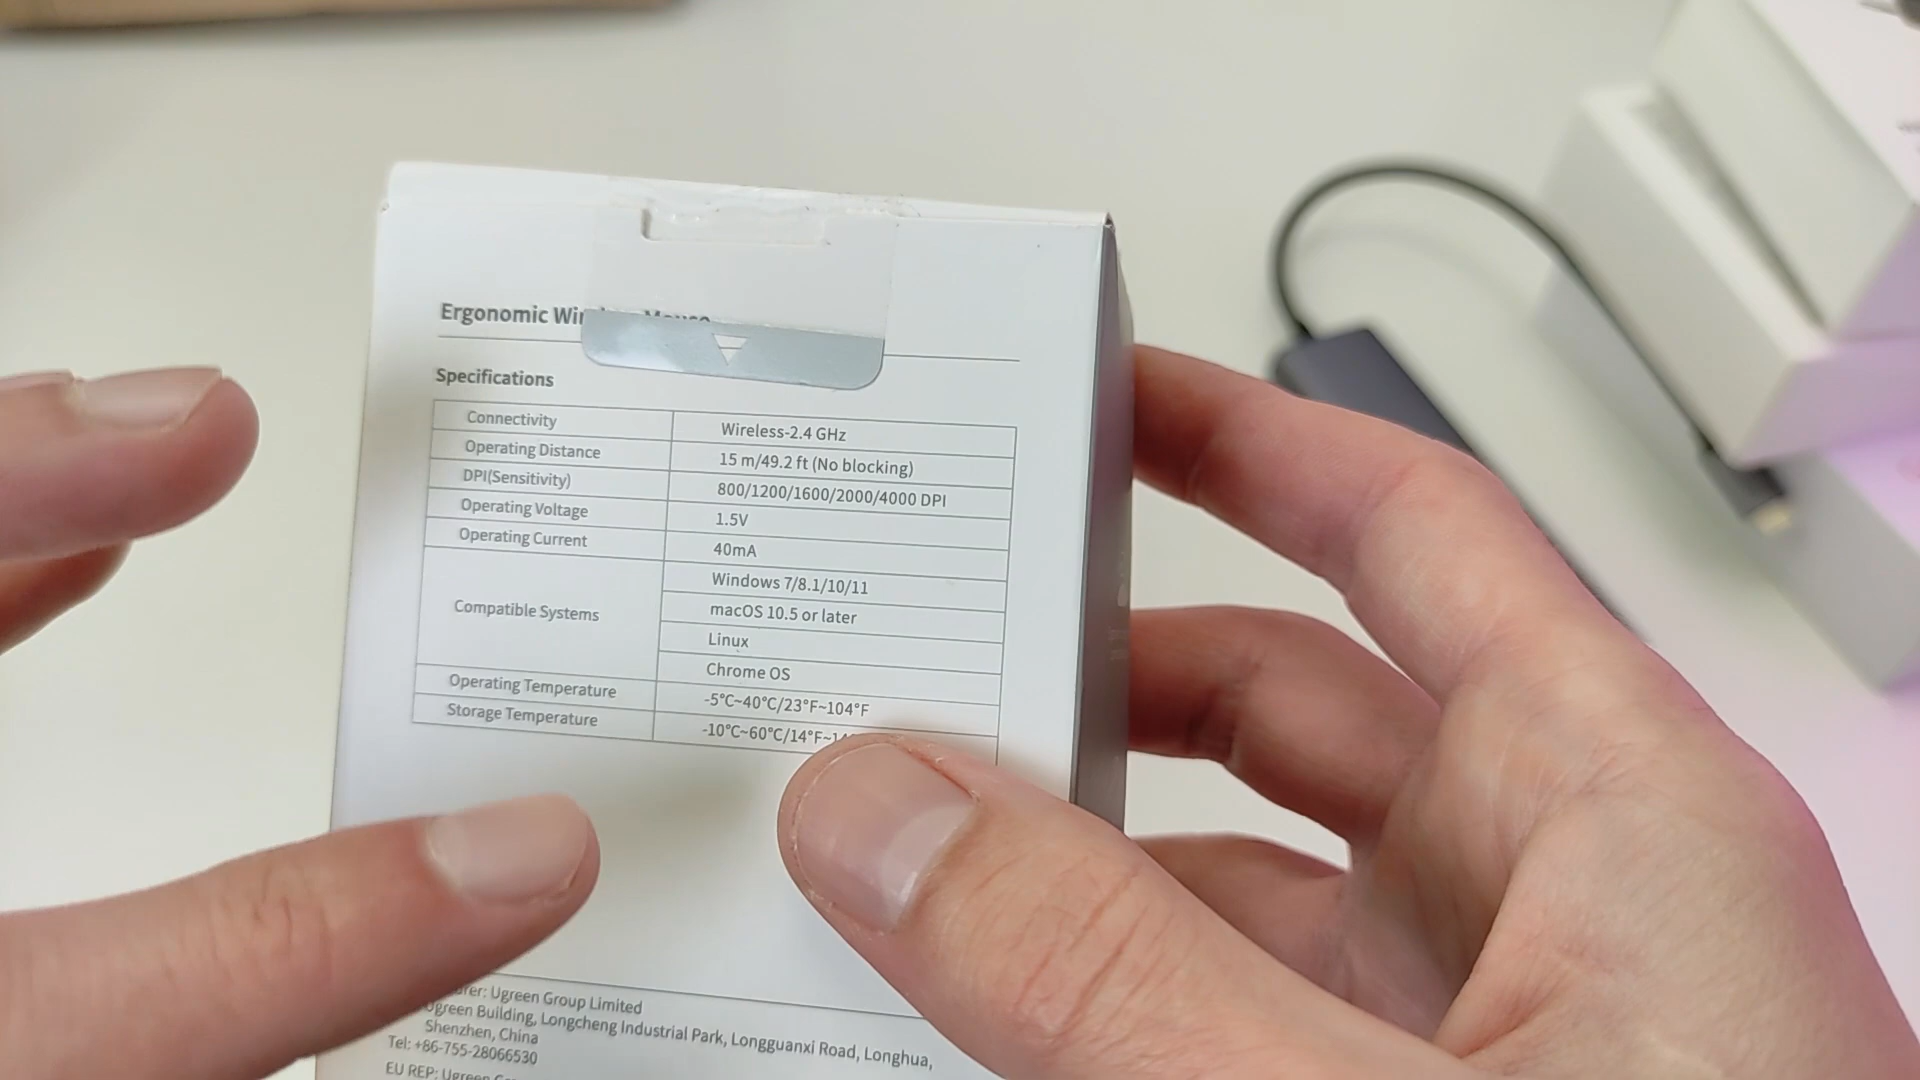 Ergonomic
Specifications
Connectivity Wireless-2.4 GHz
Operating Distance 15 m/49.2 ft (No blocking)
DPI(Sensitivity) 800/1200/1600/2000/4000 DPI
Operating Voltage 1.5V
Operating Current 40mA
Compatible Systems Windows 7/8.1/10/11
macOS 10.5 or later
Linux
Chrome OS
Operating Temperature -5°C~40°C/23°F~104°F
Storage Temperature -10°C~60°C/14°F~
Ugreen Group Limited
Ugreen Building, Longcheng Industrial Park, Longguanxi Road, Longhua,
Shenzhen, China
Tel: +86-755-28066530
EU REP: Ugreen